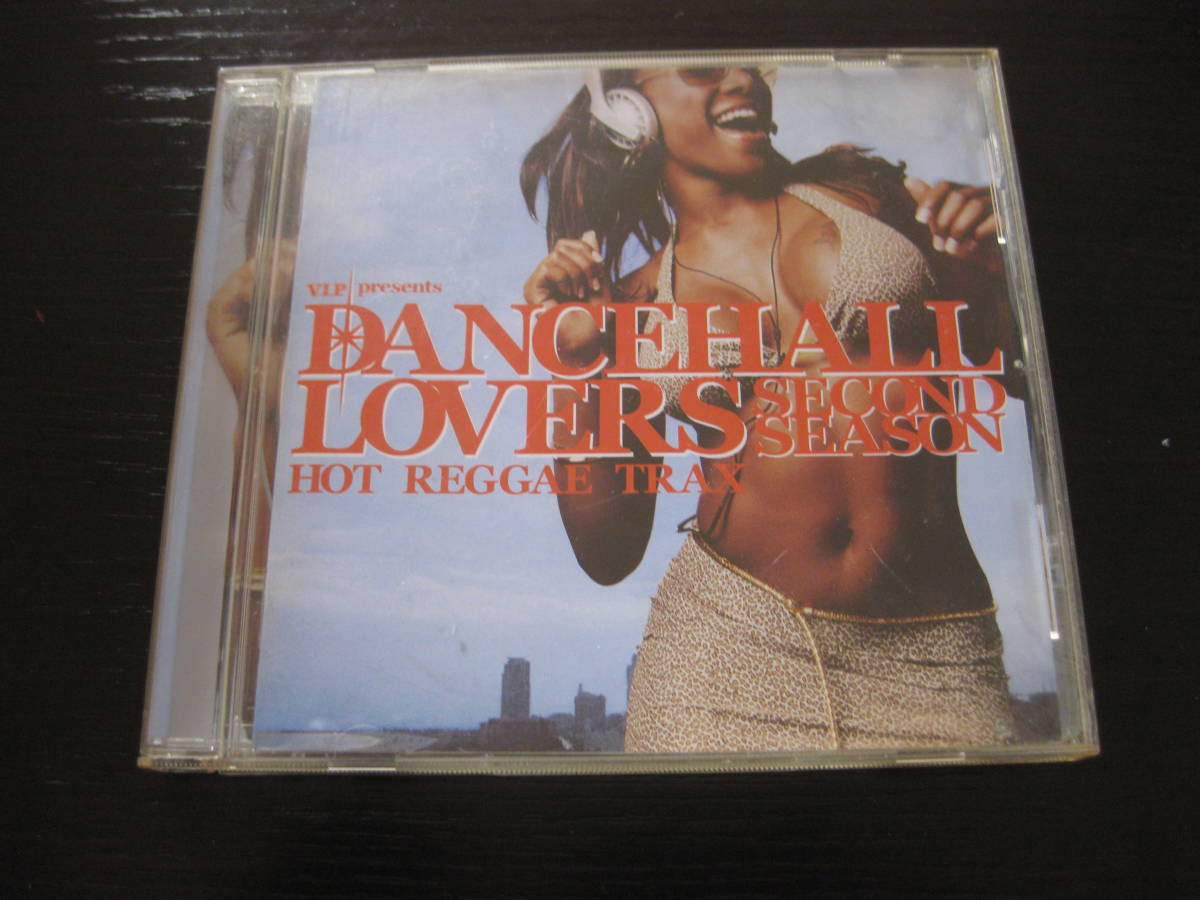 V.I.P presents
DANCEHALL
LOVERS SECOND SEASON
HOT REGGAE TRAX